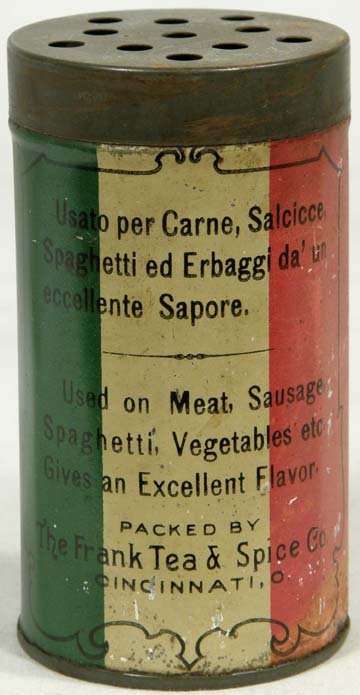 Usato per Carne, Salcicce,
Spaghetti ed Erbaggi da' un
eccellente Sapore.
Used on Meat, Sausage,
Spaghetti, Vegetables etc.
Gives an Excellent Flavor.
PACKED BY
The Frank Tea & Spice Co
CINCINNATI, O.